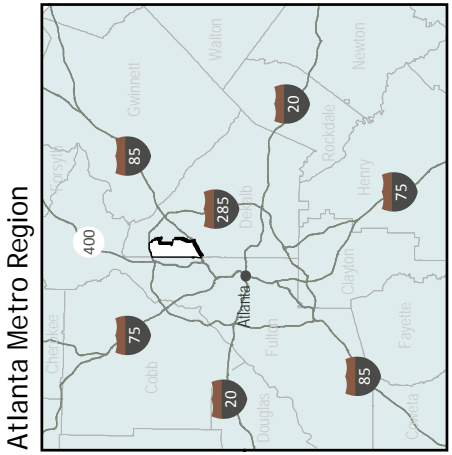 Atlanta Metro Region
Cherokee
Forsyth
Walton
Newton
Gwinnett
400
85
75
Cobb
285
Dekalb
20
Rockdale
Atlanta
Fulton
Henry
75
Clayton
20
Douglas
85
Fayette
Coweta